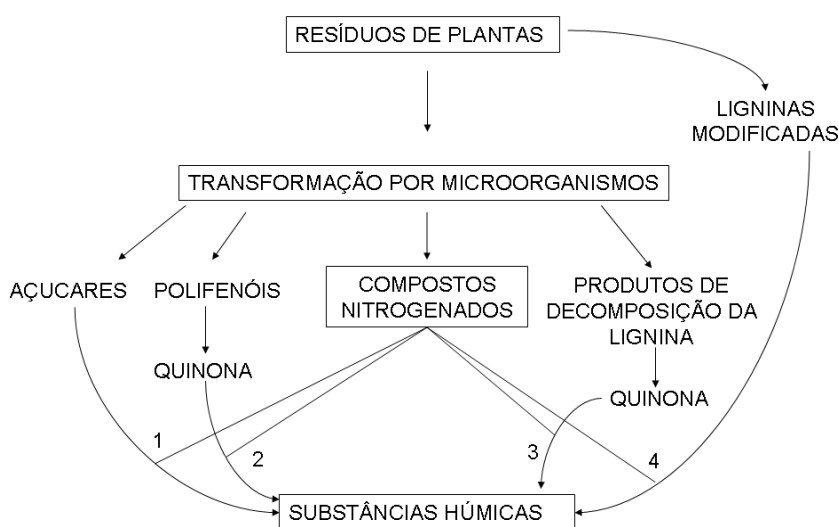 RESÍDUOS DE PLANTAS
LIGNINAS
MODIFICADAS
TRANSFORMAÇÃO POR MICROORGANISMOS
AÇUCARES
POLIFENÓIS
COMPOSTOS
NITROGENADOS
PRODUTOS DE
DECOMPOSIÇÃO DA
LIGNINA
QUINONA
QUINONA
1
2
3
4
SUBSTÂNCIAS HÚMICAS